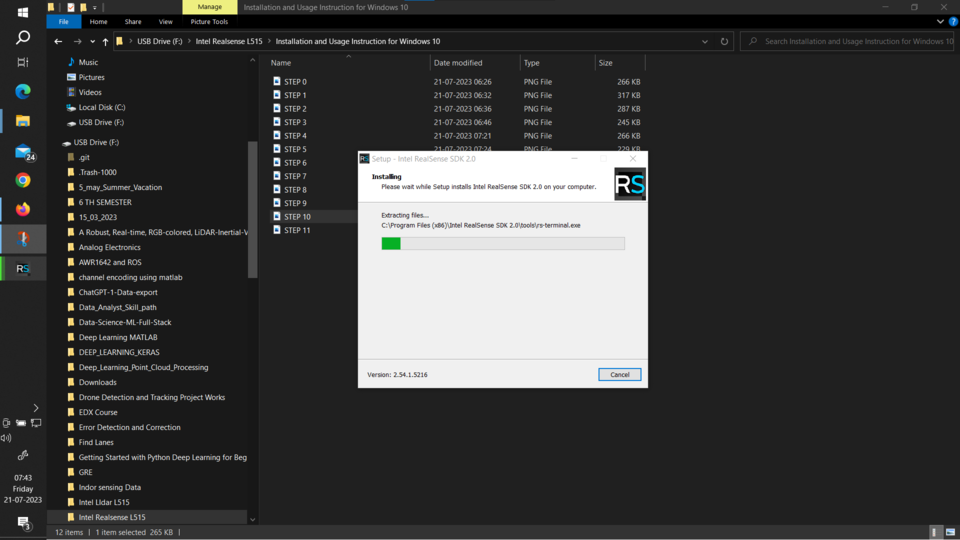 Manage
Installation and Usage Instruction for Windows 10
File
Home
Share
View
Picture Tools
USB Drive (F:)
Intel Realsense L515
Installation and Usage Instruction for Windows 10
Search Installation and Usage Instruction for Windows 10
Music
Pictures
Videos
Local Disk (C:)
USB Drive (F:)
USB Drive (F:)
.git
.Trash-1000
5_may_Summer_Vacation
6 TH SEMESTER
15_03_2023
A Robust, Real-time, RGB-colored, LiDAR-Inertial-V
Analog Electronics
AWR1642 and ROS
channel encoding using matlab
ChatGPT-1-Data-export
Data_Analyst_Skill_path
Data-Science-ML-Full-Stack
Deep Learning MATLAB
DEEP_LEARNING_KERAS
Deep_Learning_Point_Cloud_Processing
Downloads
Drone Detection and Tracking Project Works
EDX Course
Error Detection and Correction
Find Lanes
Getting Started with Python Deep Learning for Beg
GRE
Indor sensing Data
Intel LIdar L515
Intel Realsense L515
Name
Date modified
Type
Size
STEP 0 21-07-2023 06:26 PNG File 266 KB
STEP 1 21-07-2023 06:32 PNG File 317 KB
STEP 2 21-07-2023 06:36 PNG File 287 KB
STEP 3 21-07-2023 06:46 PNG File 245 KB
STEP 4 21-07-2023 07:21 PNG File 266 KB
STEP 5 21-07-2023 07:24 PNG File 229 KB
STEP 6
STEP 7
STEP 8
STEP 9
STEP 10
STEP 11
RS Setup - Intel RealSense SDK 2.0
Installing
Please wait while Setup installs Intel RealSense SDK 2.0 on your computer.
RS
Extracting files...
C:\Program Files (x86)\Intel RealSense SDK 2.0\tools\rs-terminal.exe
Version: 2.54.1.5216
Cancel
24
RS
07:43
Friday
21-07-2023
3
12 items
1 item selected 265 KB